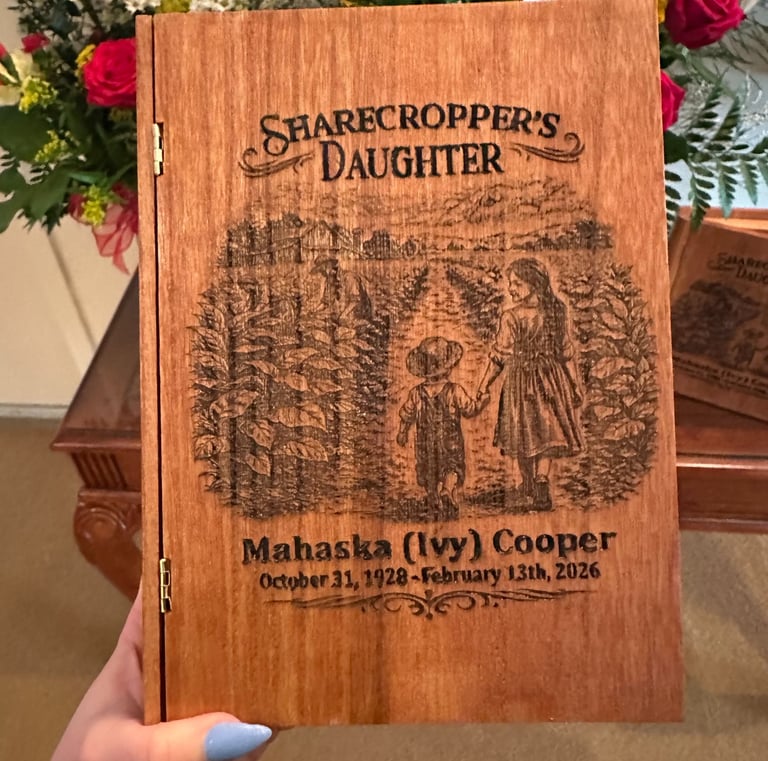 SHARECROPPER'S
DAUGHTER
Mahaska (Ivy) Cooper
October 31, 1928 - February 13th, 2026